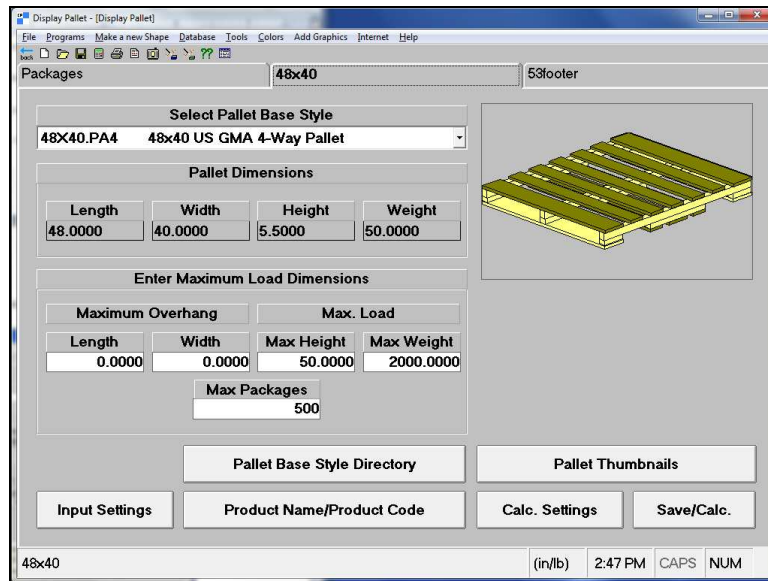 Display Pallet - [Display Pallet]
File Programs Make a new Shape Database Tools Colors Add Graphics Internet Help
back ??
Packages 48x40 53footer
Select Pallet Base Style
48X40.PA4 48x40 US GMA 4-Way Pallet
Pallet Dimensions
Length Width Height Weight
48.0000 40.0000 5.5000 50.0000
Enter Maximum Load Dimensions
Maximum Overhang Max. Load
Length Width Max Height Max Weight
0.0000 0.0000 50.0000 2000.0000
Max Packages
500
Pallet Base Style Directory Pallet Thumbnails
Input Settings Product Name/Product Code Calc. Settings Save/Calc.
48x40 (in/lb) 2:47 PM CAPS NUM